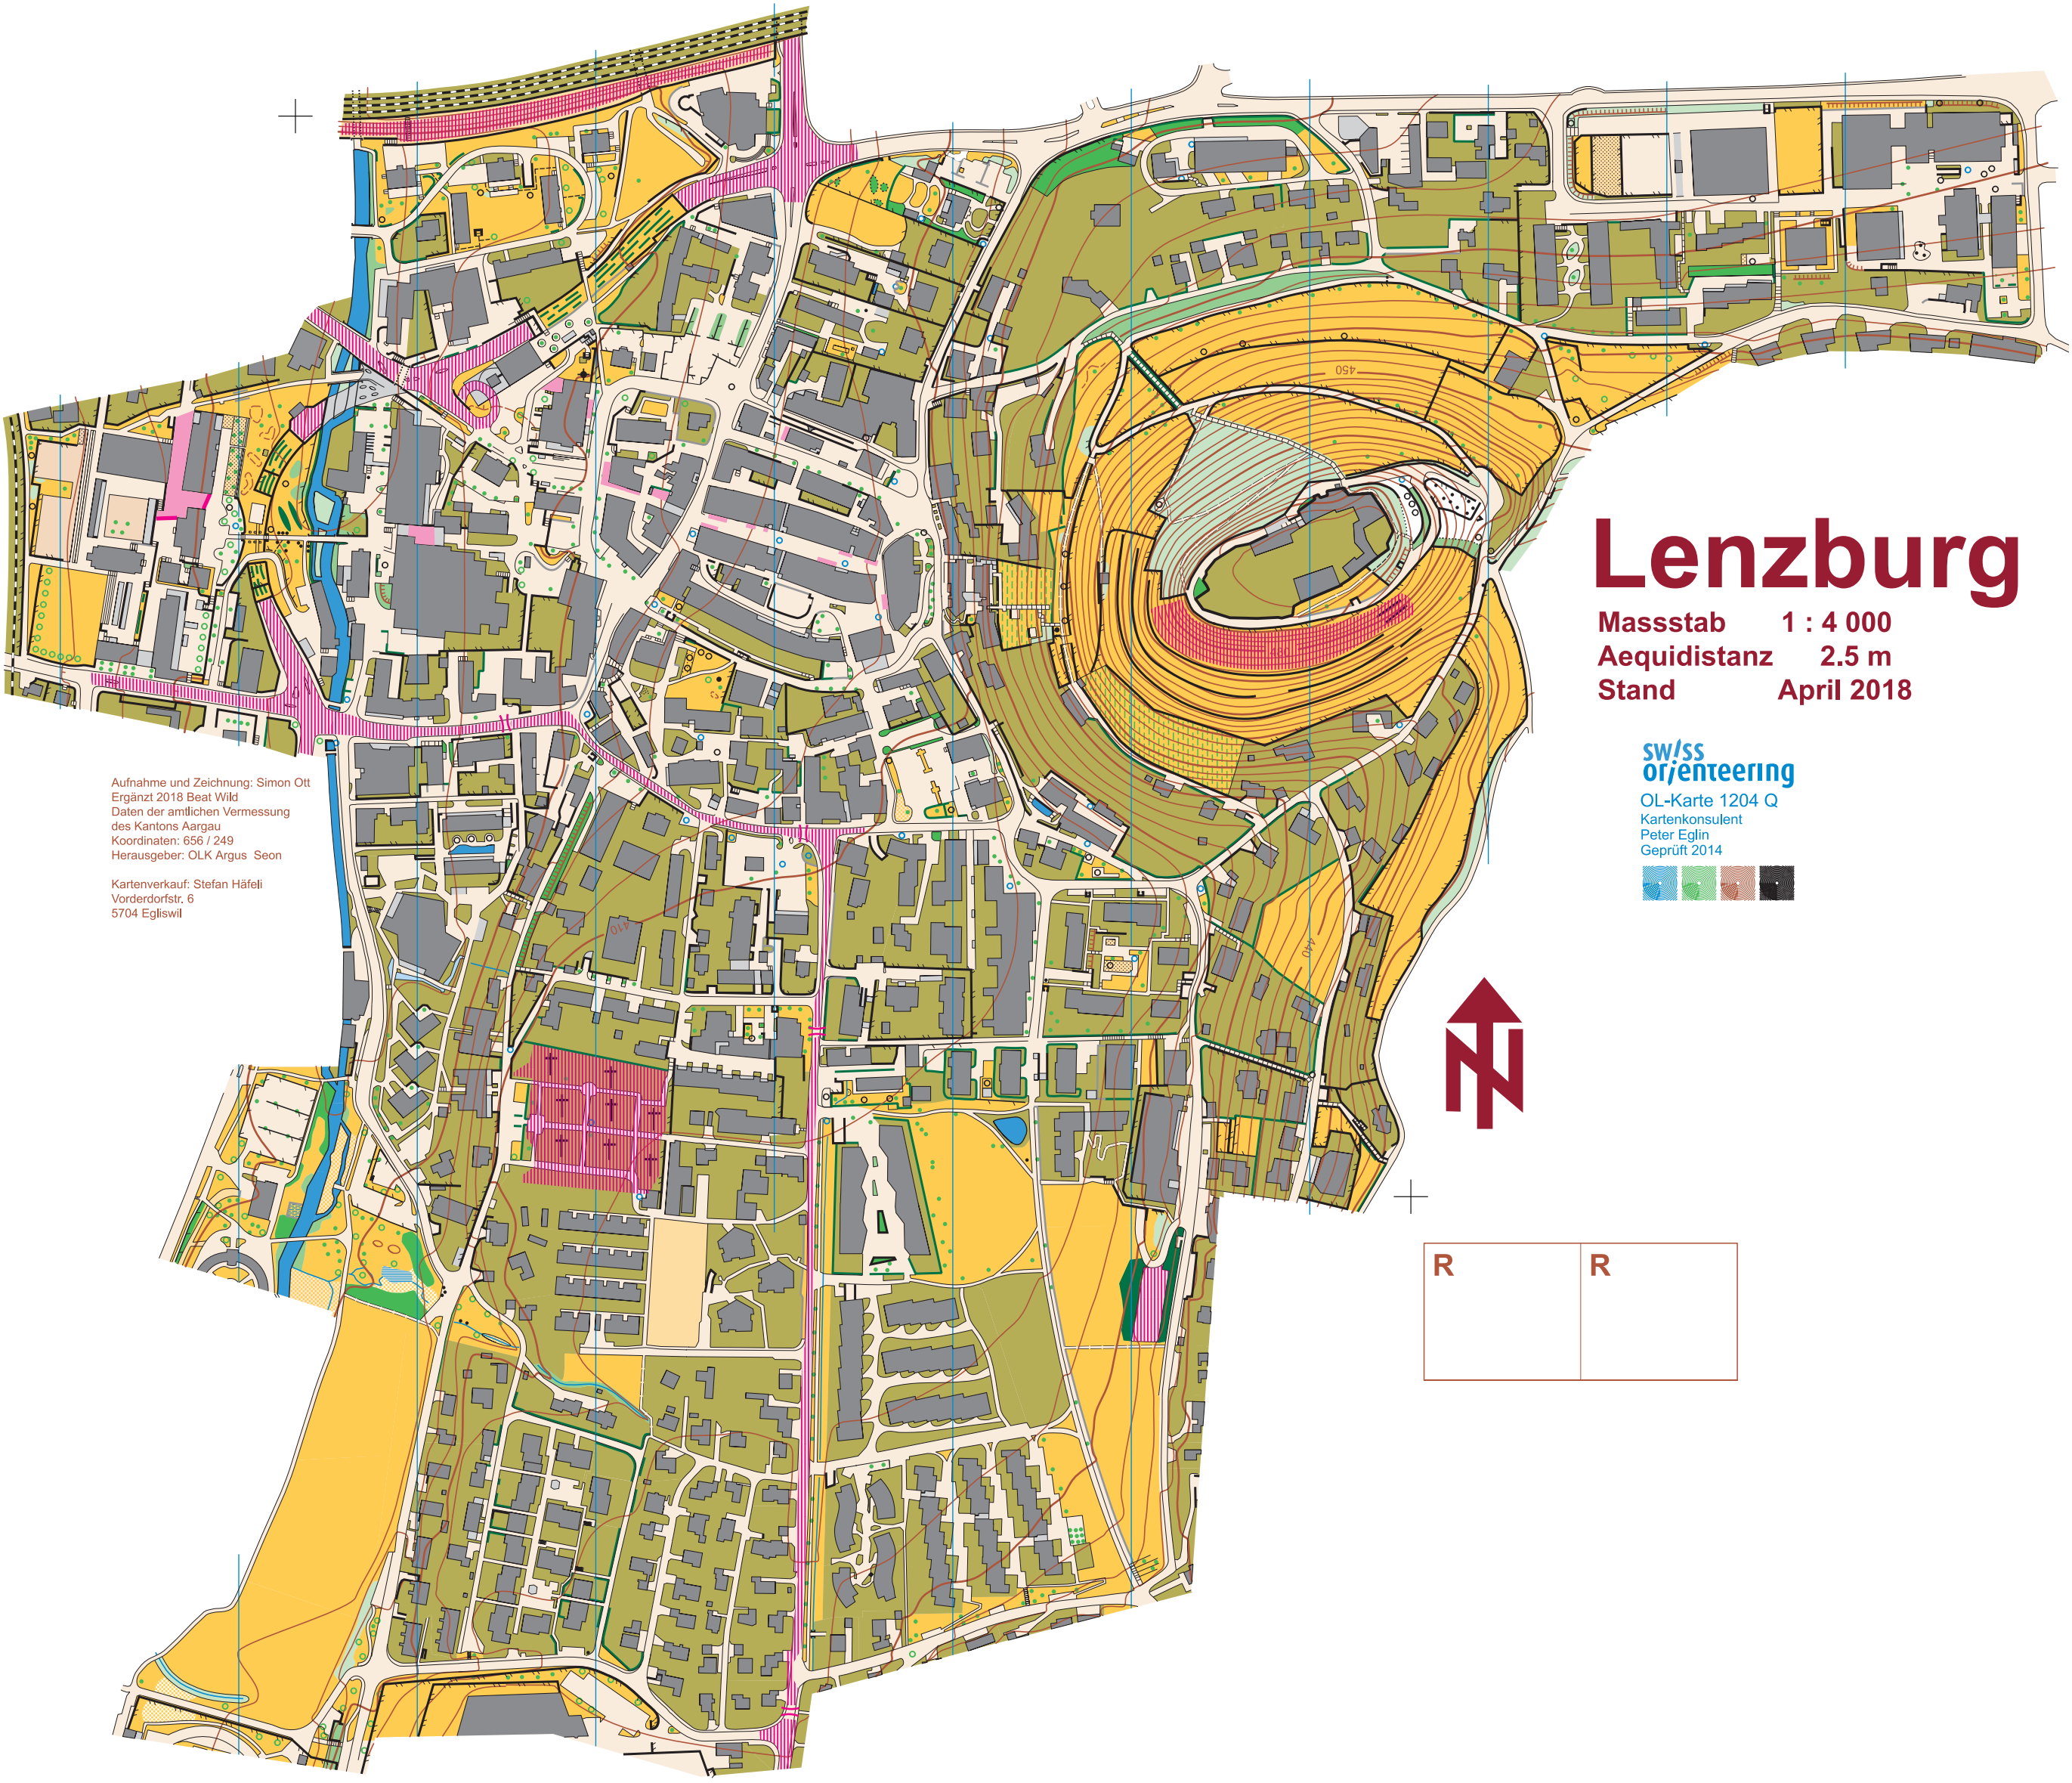 450
Lenzburg
Massstab 1 : 4 000
Aequidistanz 2.5 m
Stand April 2018
swiss
orienteering
OL-Karte 1204 Q
Kartenkonsulent
Peter Eglin
Geprüft 2014
Aufnahme und Zeichnung: Simon Ott
Ergänzt 2018 Beat Wild
Daten der amtlichen Vermessung
des Kantons Aargau
Koordinaten: 656 / 249
Herausgeber: OLK Argus Seon
Kartenverkauf: Stefan Häfeli
Vorderdorfstr. 6
5704 Egliswil
410
440
N
R R